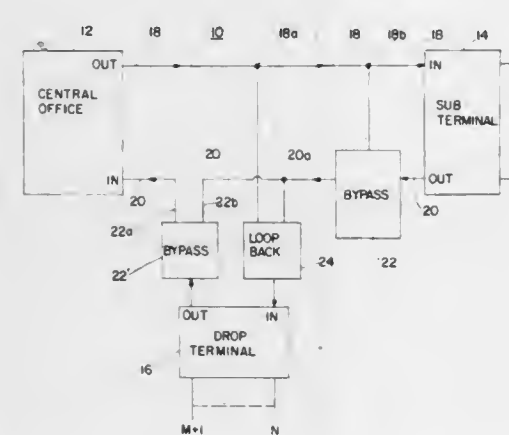 12 18 10 18a 18 18b 18 14
OUT IN
CENTRAL
OFFICE
SUB
TERMINAL
20 20a
IN BYPASS OUT
20 22b 20
22a
BYPASS LOOP
BACK
24 22
22'
OUT IN
DROP
TERMINAL
16
M+1 N